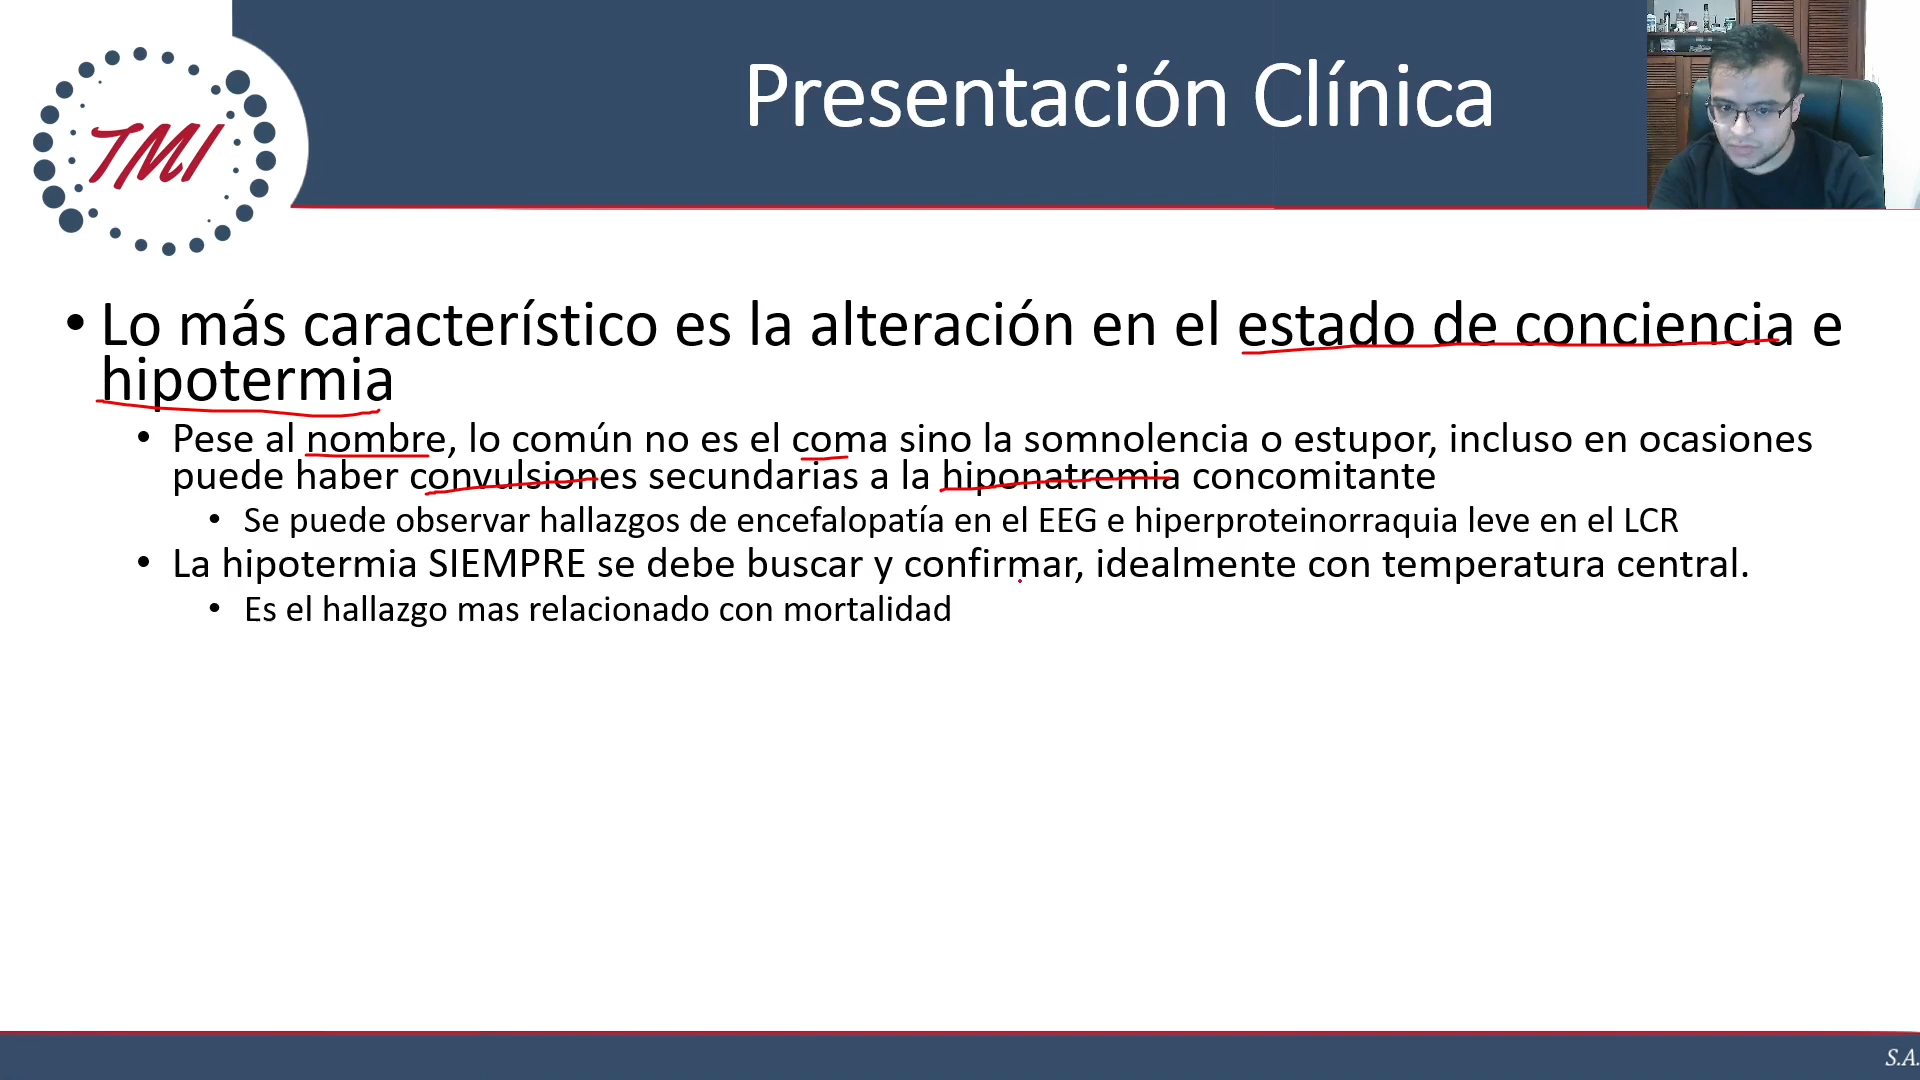 Presentación Clínica
TMI
• Lo más característico es la alteración en el estado de conciencia e
hipotermia
• Pese al nombre, lo común no es el coma sino la somnolencia o estupor, incluso en ocasiones
puede haber convulsiones secundarias a la hiponatremia concomitante
• Se puede observar hallazgos de encefalopatía en el EEG e hiperproteinorraquia leve en el LCR
• La hipotermia SIEMPRE se debe buscar y confirmar, idealmente con temperatura central.
• Es el hallazgo mas relacionado con mortalidad
S.A.